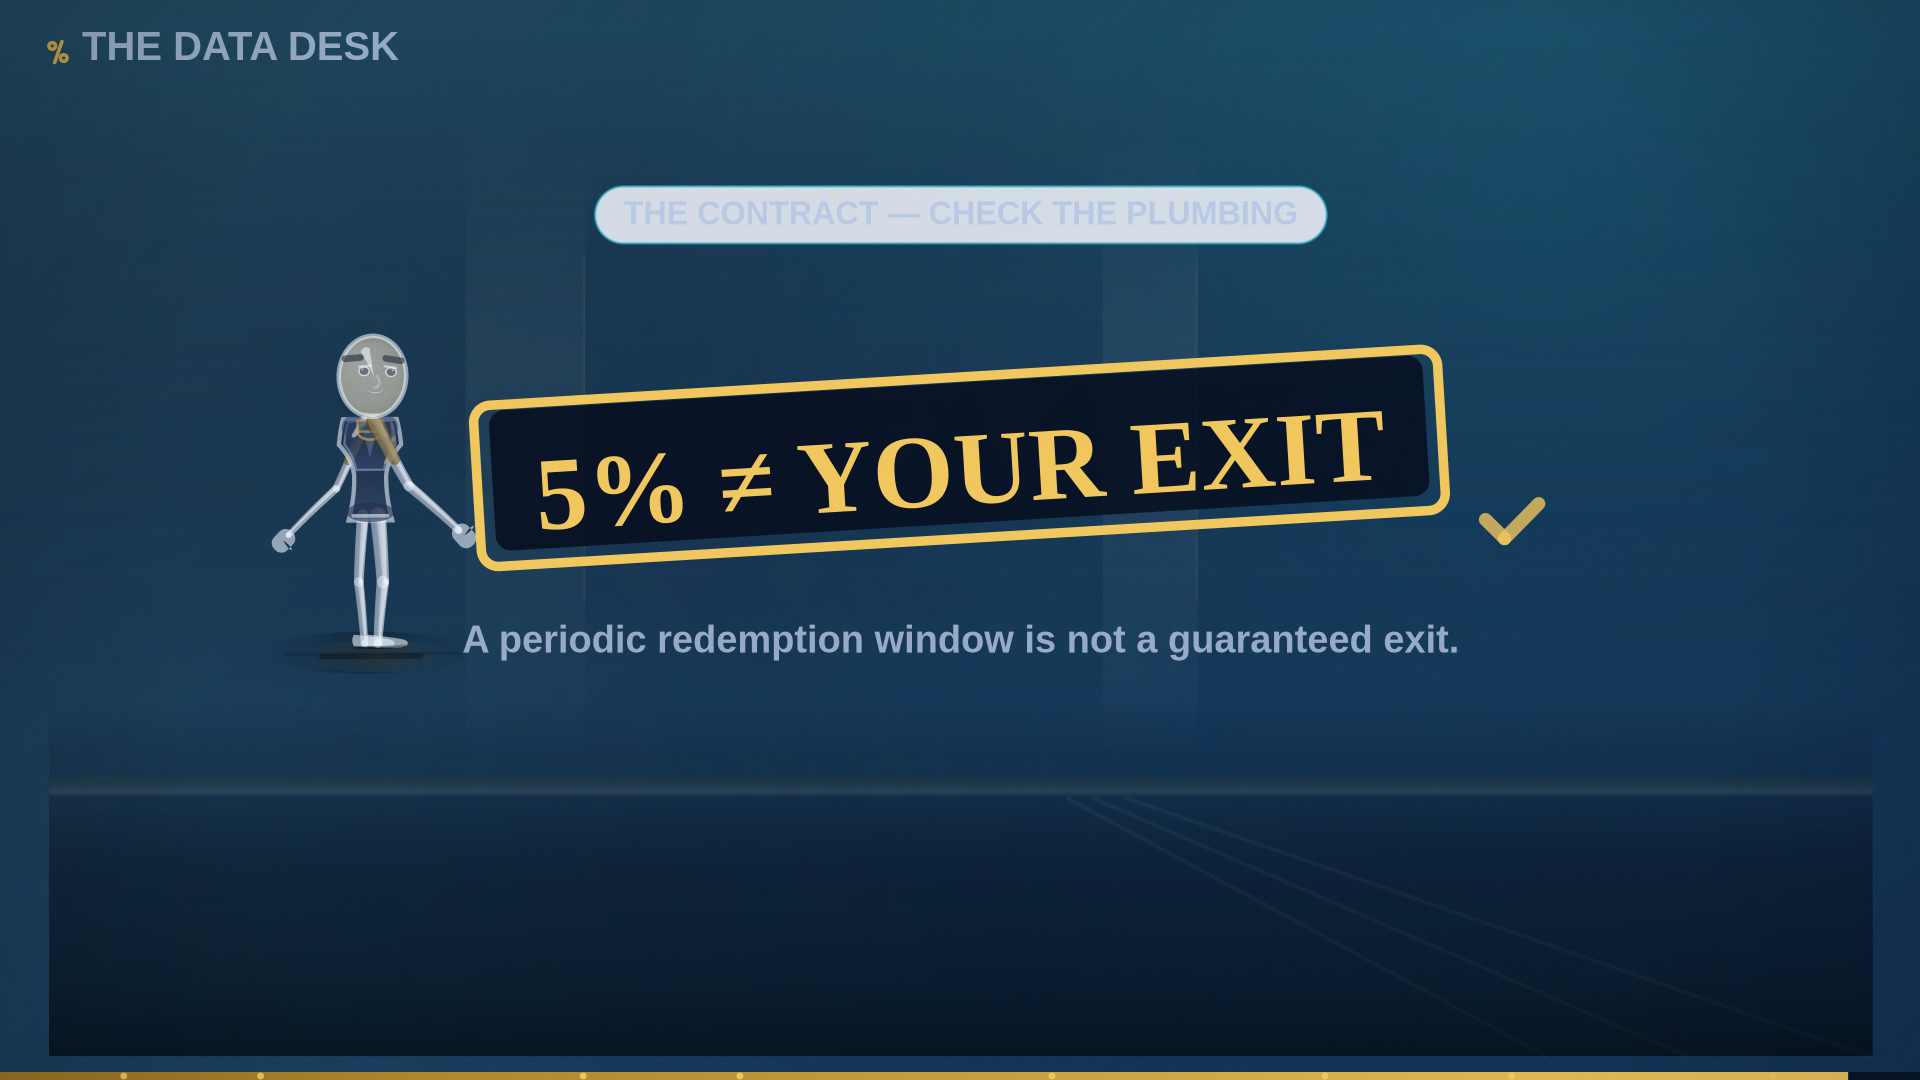 % THE DATA DESK
THE CONTRACT — CHECK THE PLUMBING
5% ≠ YOUR EXIT
A periodic redemption window is not a guaranteed exit.